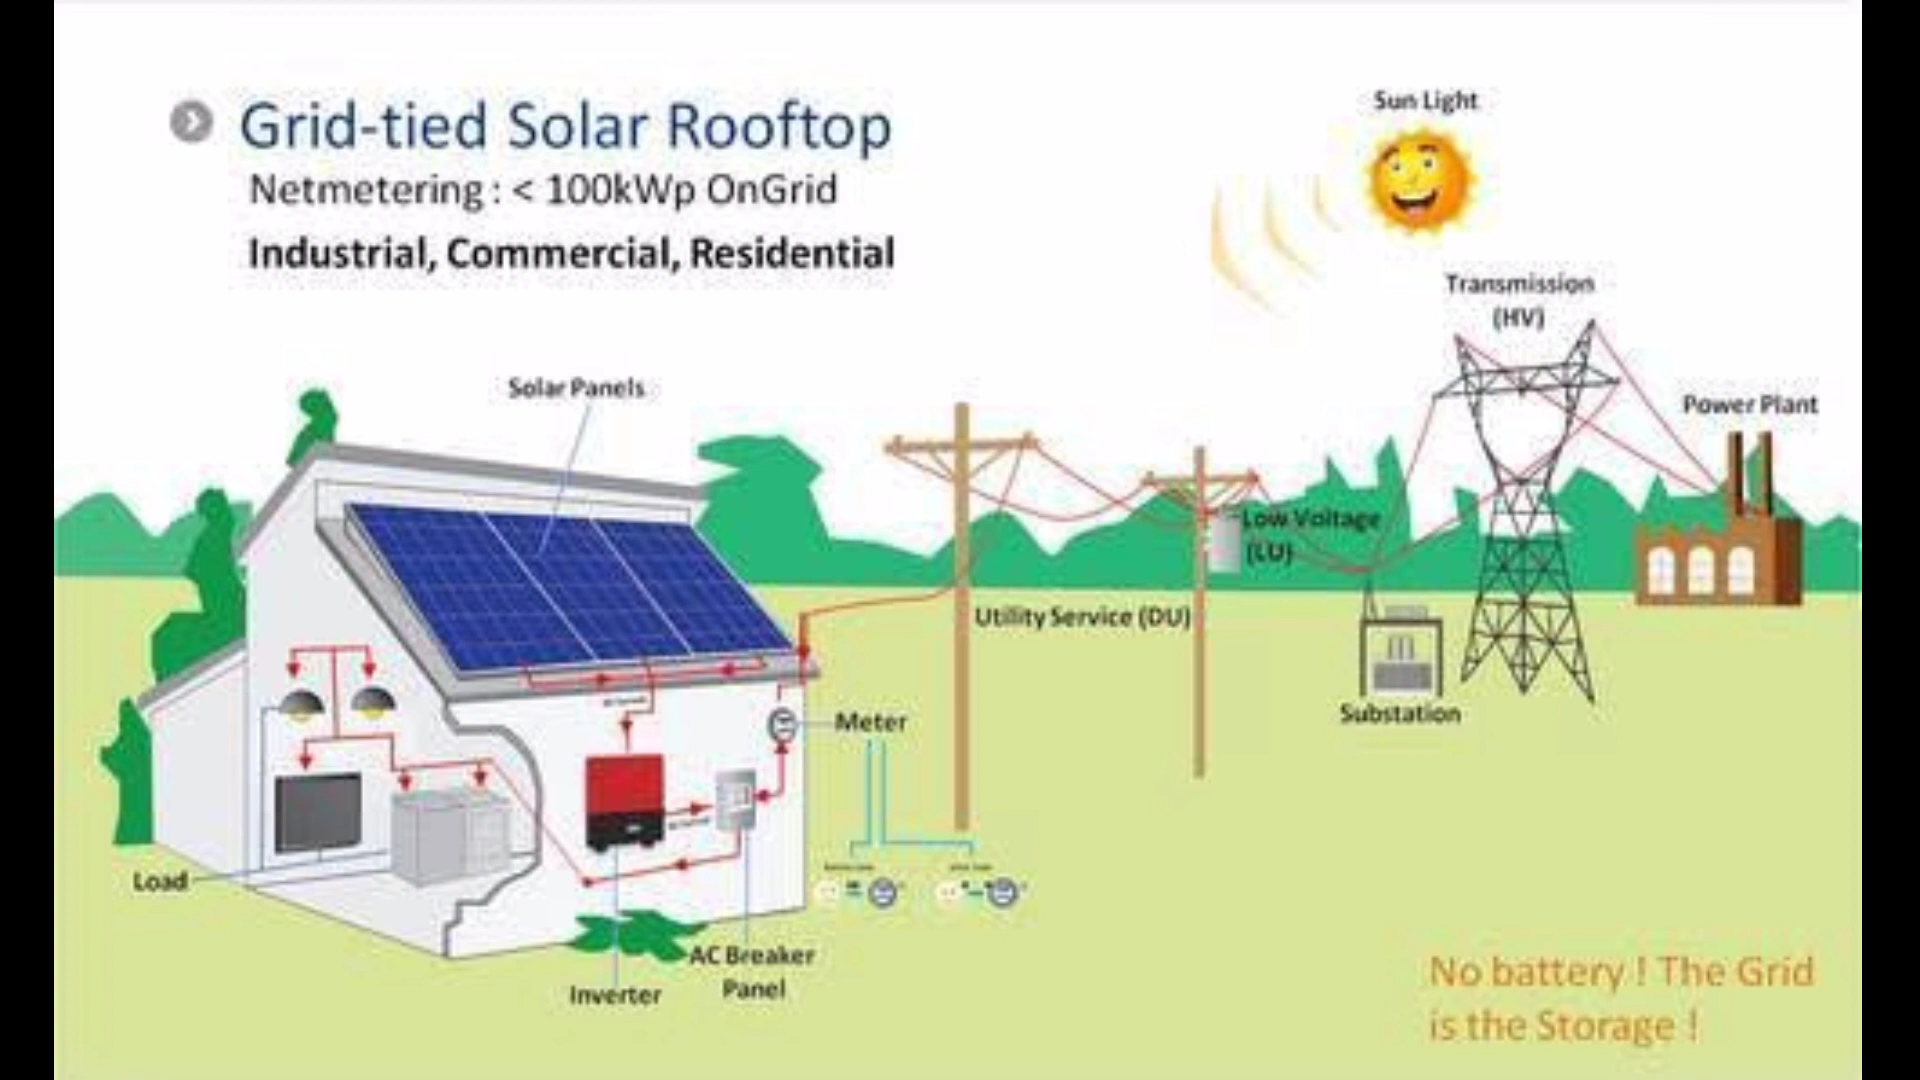 Grid-tied Solar Rooftop
Netmetering : < 100kWp OnGrid
Industrial, Commercial, Residential
Sun Light
Transmission
(HV)
Power Plant
Solar Panels
Low Voltage
(LU)
Utility Service (DU)
Substation
Meter
Load
AC Breaker
Panel
Inverter
No battery ! The Grid
is the Storage !